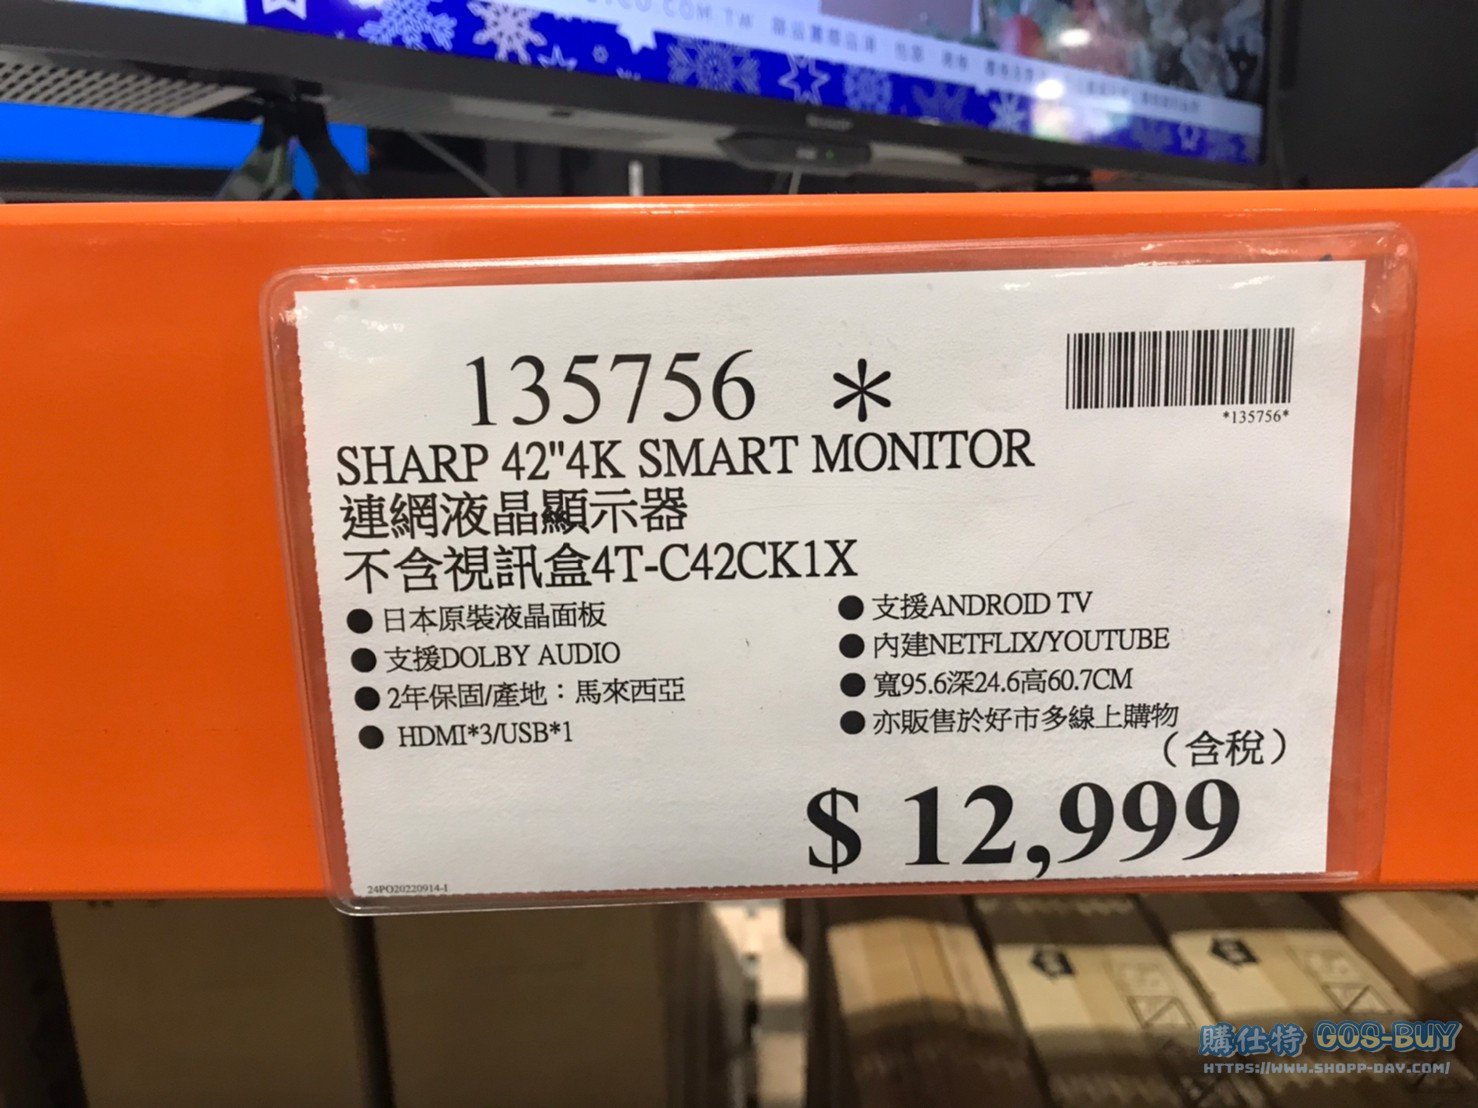 CO.COM.TW
SHARP
135756 *
*135756*
SHARP 42"4K SMART MONITOR
連網液晶顯示器
不含視訊盒4T-C42CK1X
●日本原裝液晶面板
●支援DOLBY AUDIO
●2年保固/產地：馬來西亞
●HDMI*3/USB*1
●支援ANDROID TV
●內建NETFLIX/YOUTUBE
●寬95.6深24.6高60.7CM
●亦販售於好市多線上購物
（含稅）
$ 12,999
24PO20220914-1
購仕特 GOS-BUY
HTTPS://WWW.SHOPP-DAY.COM/